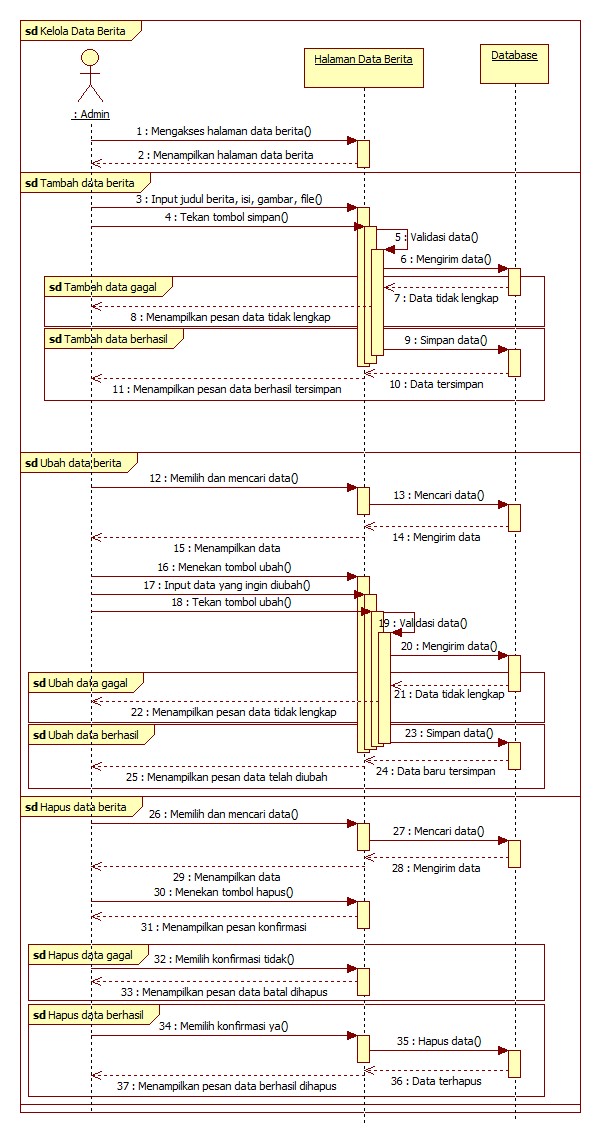 sd Kelola Data Berita
Halaman Data Berita
Database
: Admin
1 : Mengakses halaman data berita()
2 : Menampilkan halaman data berita
sd Tambah data berita
3 : Input judul berita, isi, gambar, file()
4 : Tekan tombol simpan()
5 : Validasi data()
6 : Mengirim data()
sd Tambah data gagal
7 : Data tidak lengkap
8 : Menampilkan pesan data tidak lengkap
sd Tambah data berhasil
9 : Simpan data()
10 : Data tersimpan
11 : Menampilkan pesan data berhasil tersimpan
sd Ubah data berita
12 : Memilih dan mencari data()
13 : Mencari data()
14 : Mengirim data
15 : Menampilkan data
16 : Menekan tombol ubah()
17 : Input data yang ingin diubah()
18 : Tekan tombol ubah()
19 : Validasi data()
20 : Mengirim data()
sd Ubah data gagal
21 : Data tidak lengkap
22 : Menampilkan pesan data tidak lengkap
sd Ubah data berhasil
23 : Simpan data()
24 : Data baru tersimpan
25 : Menampilkan pesan data telah diubah
sd Hapus data berita
26 : Memilih dan mencari data()
27 : Mencari data()
28 : Mengirim data
29 : Menampilkan data
30 : Menekan tombol hapus()
31 : Menampilkan pesan konfirmasi
sd Hapus data gagal
32 : Memilih konfirmasi tidak()
33 : Menampilkan pesan data batal dihapus
sd Hapus data berhasil
34 : Memilih konfirmasi ya()
35 : Hapus data()
36 : Data terhapus
37 : Menampilkan pesan data berhasil dihapus